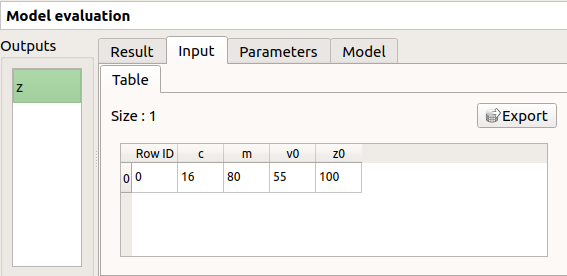 Model evaluation
Outputs
Result Input Parameters Model
Table
z
Size : 1
Export
Row ID c m v0 z0
0 0 16 80 55 100